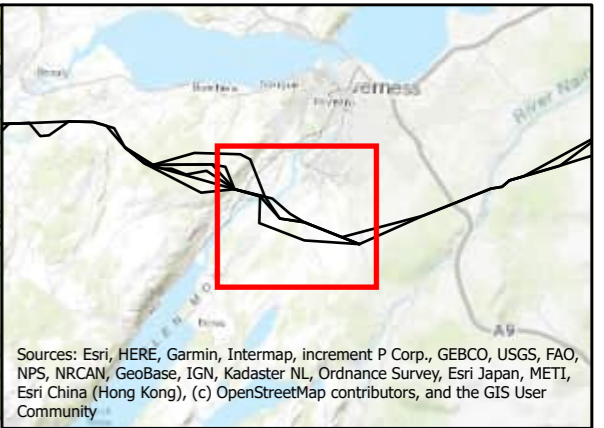 River Nairn
A9
Sources: Esri, HERE, Garmin, Intermap, increment P Corp., GEBCO, USGS, FAO,
NPS, NRCAN, GeoBase, IGN, Kadaster NL, Ordnance Survey, Esri Japan, METI,
Esri China (Hong Kong), (c) OpenStreetMap contributors, and the GIS User
Community